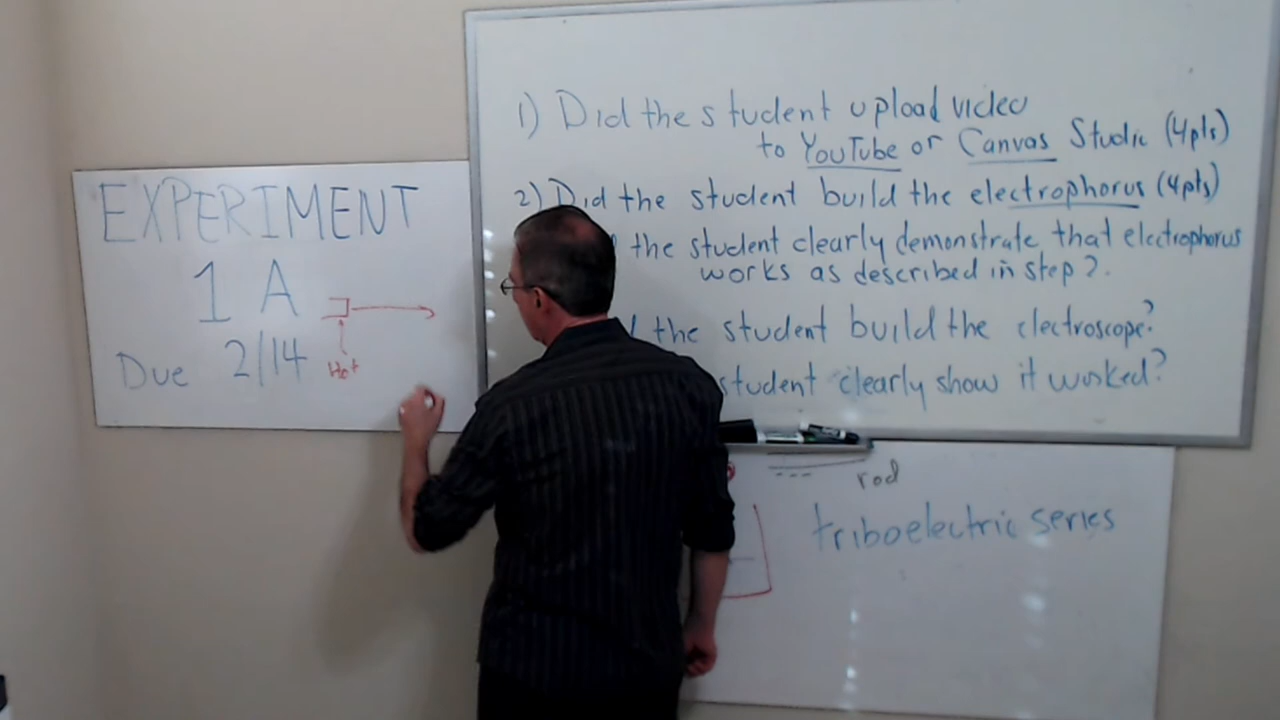 EXPERIMENT
1 A
Due 2/14
Hot
1) Did the student upload video
to YouTube or Canvas Studio (4pts)
2) Did the student build the electrophorus (4pts)
the student clearly demonstrate that electrophorus
works as described in step 2.
the student build the electroscope?
student clearly show it worked?
rod
triboelectric series